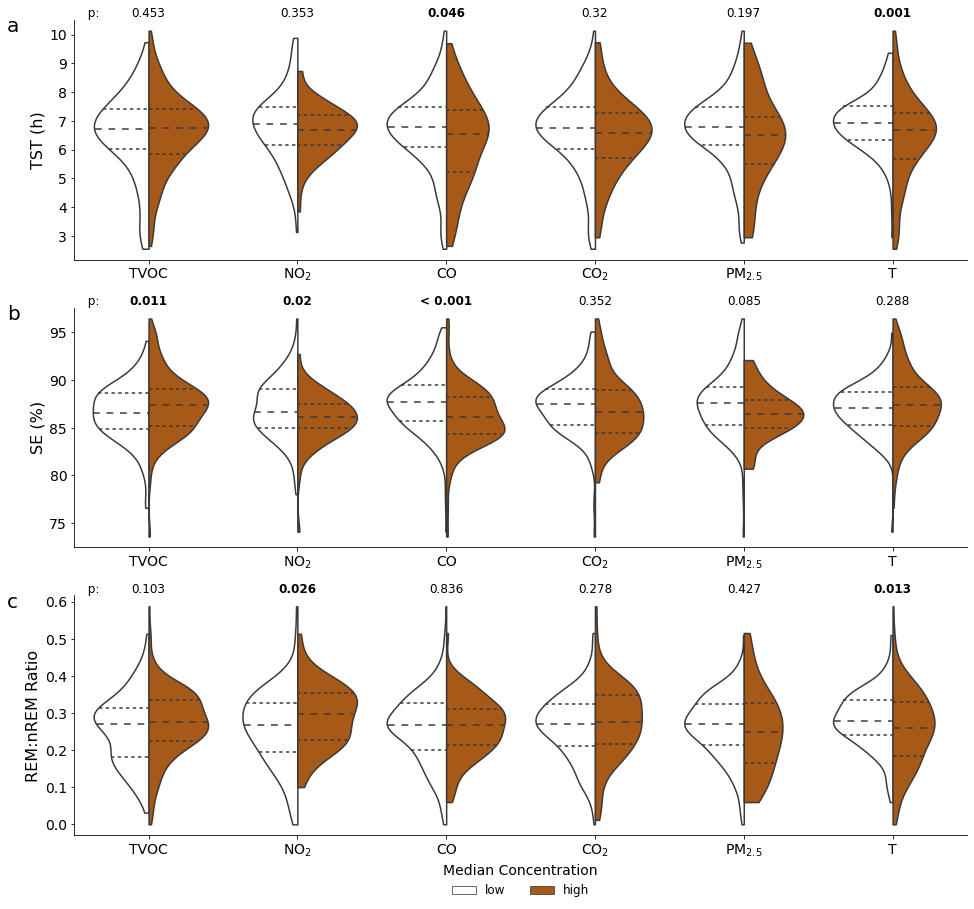 a
p: 0.453 0.353 0.046 0.32 0.197 0.001
TST (h)
10
9
8
7
6
5
4
3
TVOC NO₂ CO CO₂ PM₂.₅ T
b
p: 0.011 0.02 < 0.001 0.352 0.085 0.288
SE (%)
95
90
85
80
75
TVOC NO₂ CO CO₂ PM₂.₅ T
c
p: 0.103 0.026 0.836 0.278 0.427 0.013
REM:nREM Ratio
0.6
0.5
0.4
0.3
0.2
0.1
0.0
TVOC NO₂ CO CO₂ PM₂.₅ T
Median Concentration
low high